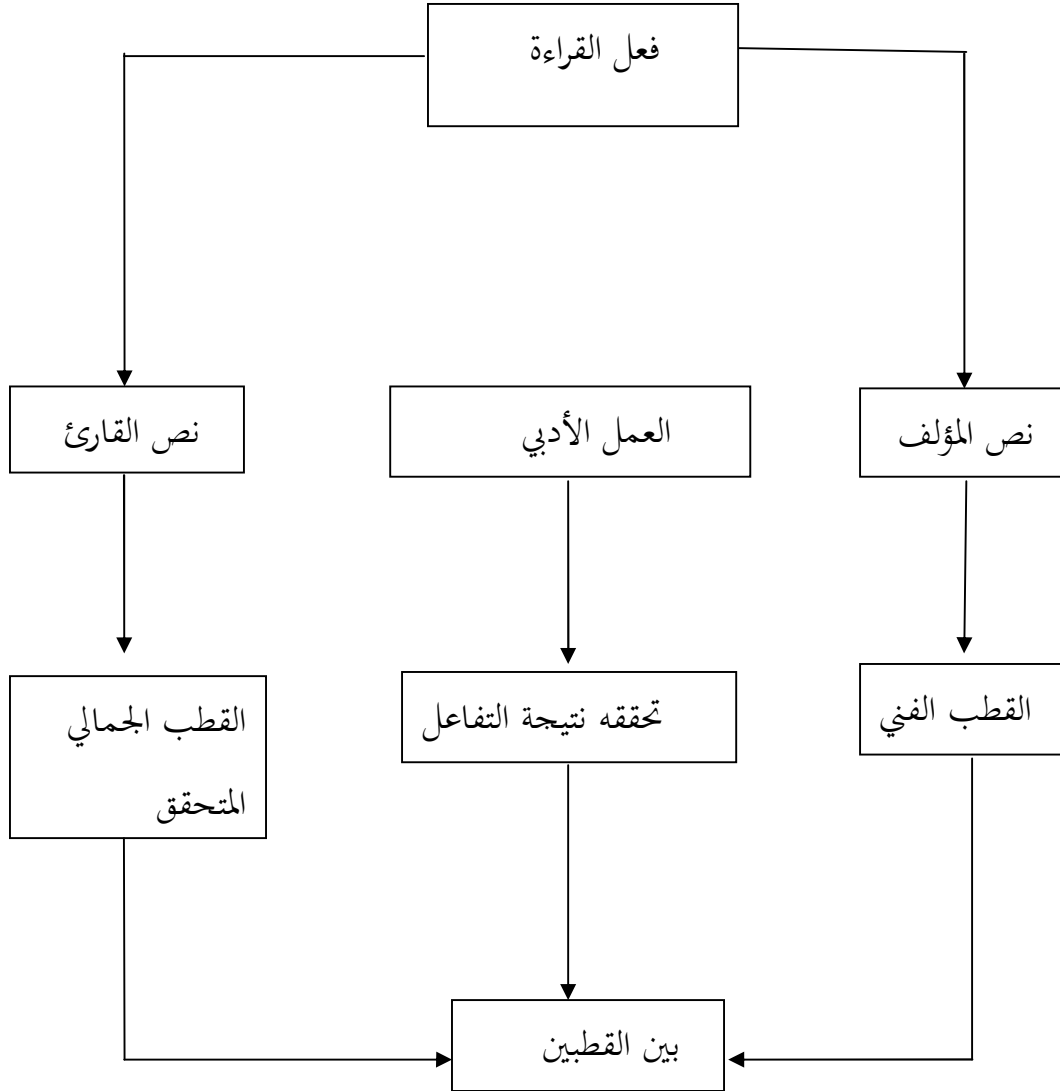 فعل القراءة
نص المؤلف
العمل الأدبي
نص القارئ
القطب الفني
تحققه نتيجة التفاعل
القطب الجمالي
المتحقق
بين القطبين